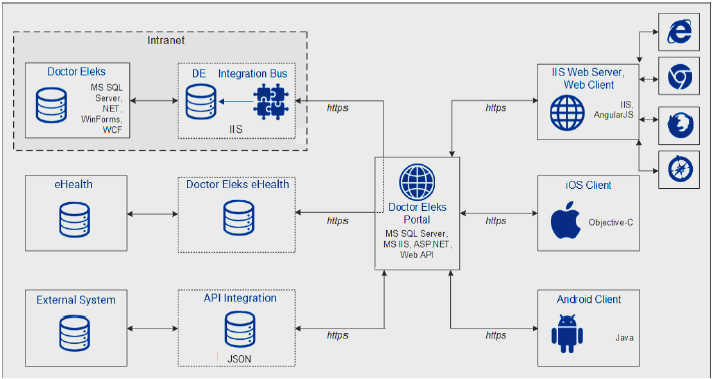 Intranet
Doctor Eleks
MS SQL
Server,
.NET,
WinForms,
WCF
DE
Integration Bus
IIS
https
IIS Web Server,
Web Client
IIS,
AngularJS
https
eHealth
Doctor Eleks eHealth
https
Doctor Eleks
Portal
MS SQL Server,
MS IIS, ASP.NET,
Web API
https
iOS Client
Objective-C
External System
API Integration
JSON
https
https
Android Client
Java